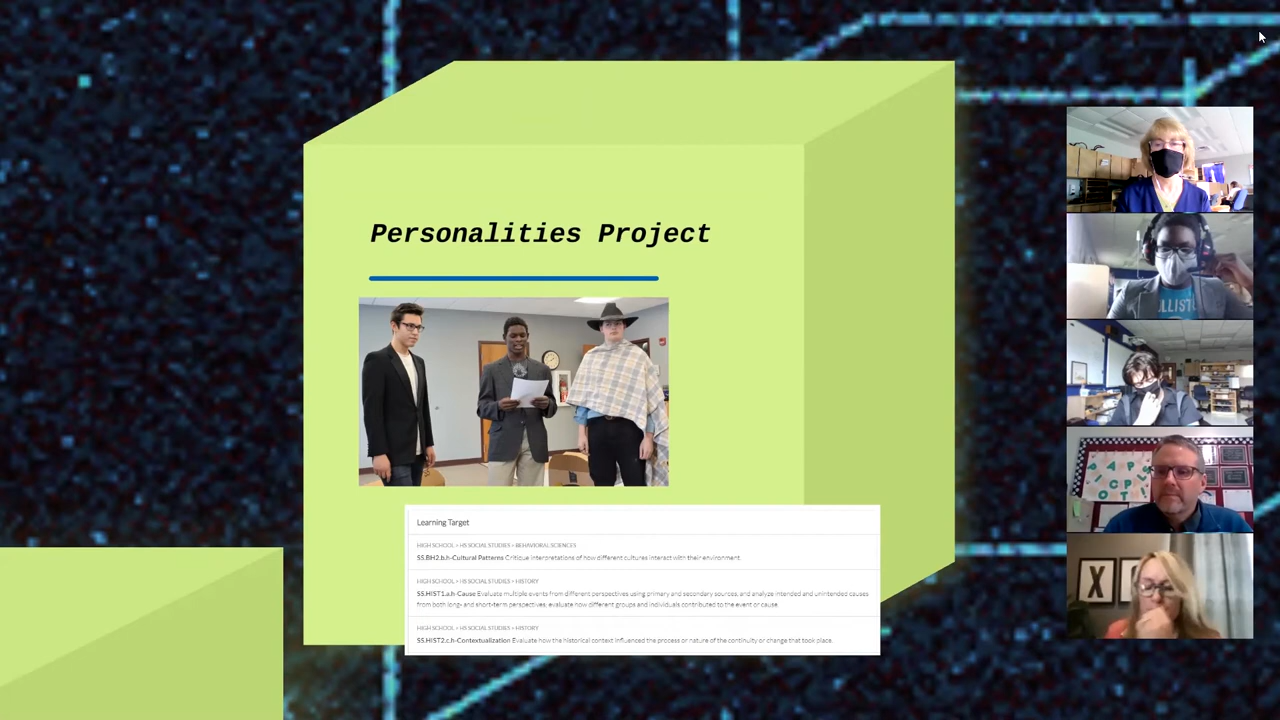 Personalities Project
Learning Target
HIGH SCHOOL > HS SOCIAL STUDIES > BEHAVIORAL SCIENCES
SS.BH2.b.h-Cultural Patterns Critique interpretations of how different cultures interact with their environment.
HIGH SCHOOL > HS SOCIAL STUDIES > HISTORY
SS.HIST1.a.h-Cause Evaluate multiple events from different perspectives using primary and secondary sources, and analyze intended and unintended causes
from both long- and short-term perspectives; evaluate how different groups and individuals contributed to the event or cause.
HIGH SCHOOL > HS SOCIAL STUDIES > HISTORY
SS.HIST2.c.h-Contextualization Evaluate how the historical context influenced the process or nature of the continuity or change that took place.
X